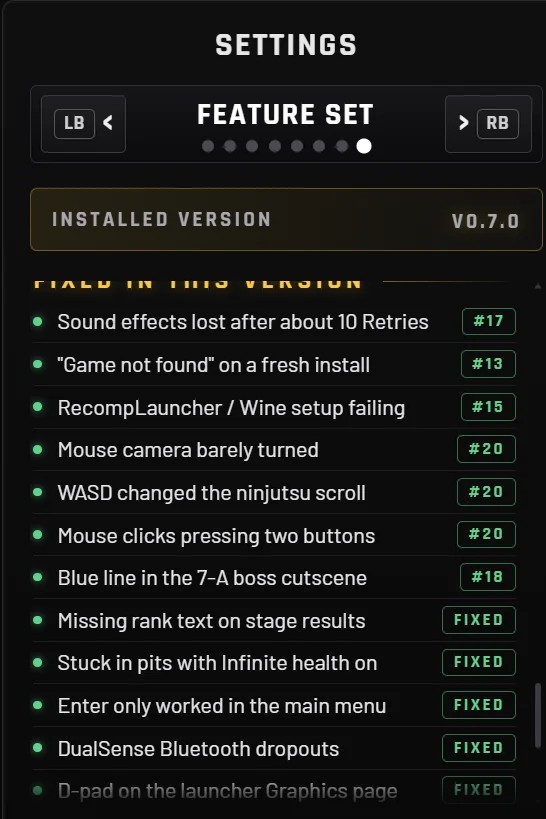 SETTINGS
LB < FEATURE SET > RB
INSTALLED VERSION V0.7.0
FIXED IN THIS VERSION
Sound effects lost after about 10 Retries #17
"Game not found" on a fresh install #13
RecompLauncher / Wine setup failing #15
Mouse camera barely turned #20
WASD changed the ninjutsu scroll #20
Mouse clicks pressing two buttons #20
Blue line in the 7-A boss cutscene #18
Missing rank text on stage results FIXED
Stuck in pits with Infinite health on FIXED
Enter only worked in the main menu FIXED
DualSense Bluetooth dropouts FIXED
D-pad on the launcher Graphics page FIXED